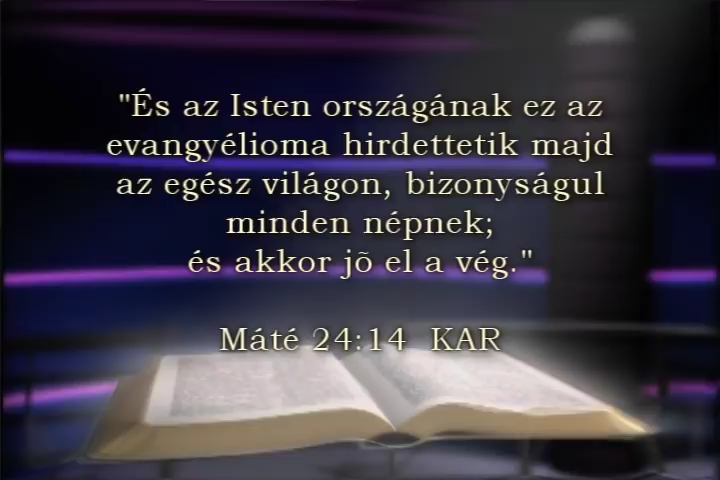 "És az Isten országának ez az
evangyélioma hirdettetik majd
az egész világon, bizonyságul
minden népnek;
és akkor jõ el a vég."
Máté 24:14 KAR